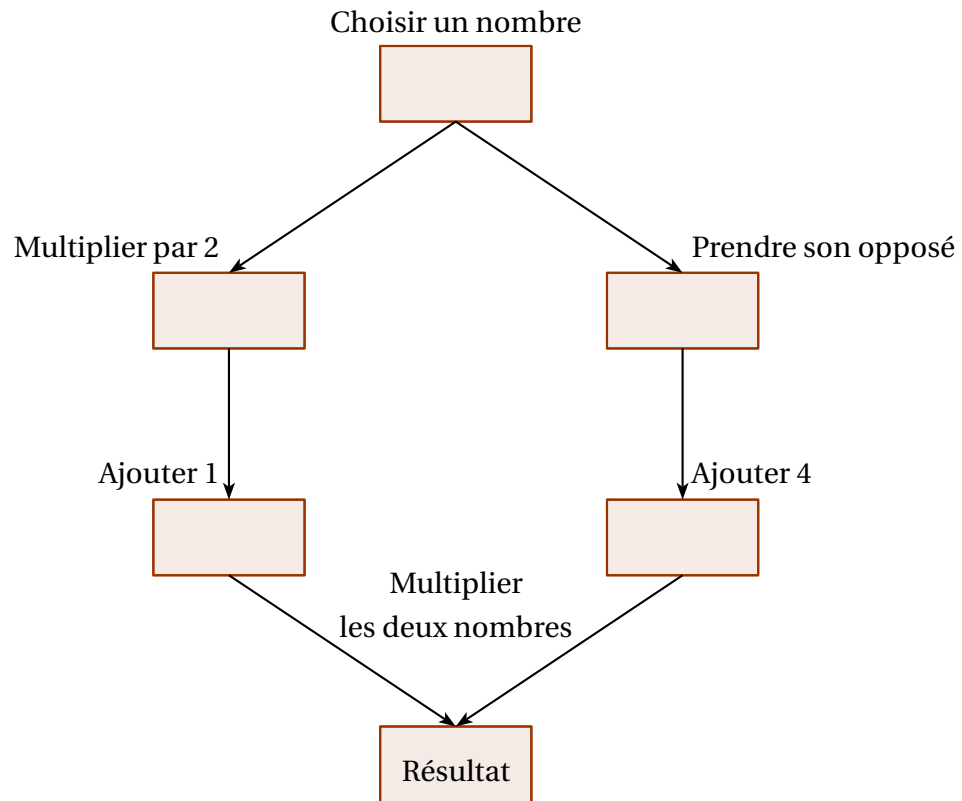 Choisir un nombre
Multiplier par 2
Prendre son opposé
Ajouter 1
Ajouter 4
Multiplier
les deux nombres
Résultat